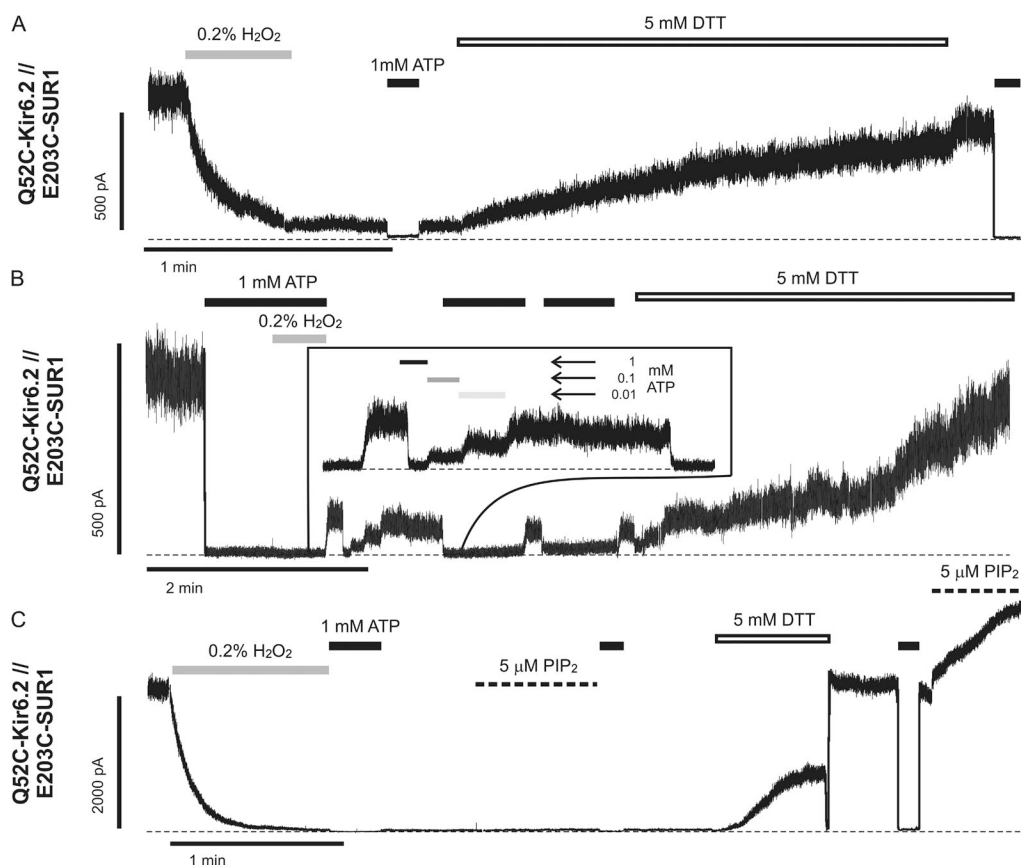 A
0.2% H₂O₂
5 mM DTT
1mM ATP
Q52C-Kir6.2 //
E203C-SUR1
500 pA
1 min
B
1 mM ATP
5 mM DTT
0.2% H₂O₂
1
0.1
0.01
mM
ATP
Q52C-Kir6.2 //
E203C-SUR1
500 pA
2 min
5 µM PIP₂
C
1 mM ATP
5 mM DTT
0.2% H₂O₂
5 µM PIP₂
Q52C-Kir6.2 //
E203C-SUR1
2000 pA
1 min